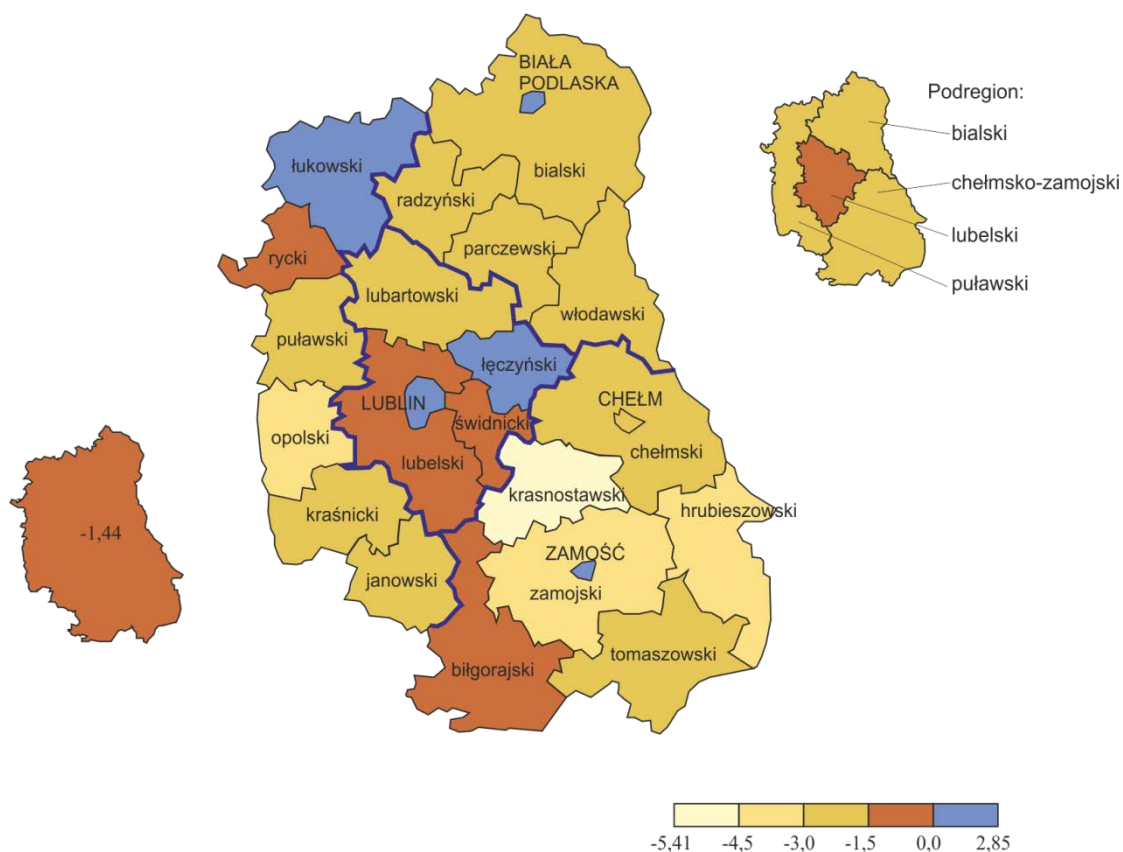 BIAŁA
PODLASKA
Podregion:
bialski
łukowski
bialski
radzyński
chełmsko-zamojski
parczewski
lubelski
rycki
lubartowski
puławski
włodawski
puławski
łęczyński
CHEŁM
LUBLIN
świdnicki
opolski
chełmski
lubelski
krasnostawski
hrubieszowski
kraśnicki
-1,44
ZAMOŚĆ
janowski
zamojski
tomaszowski
biłgorajski
-5,41 -4,5 -3,0 -1,5 0,0 2,85